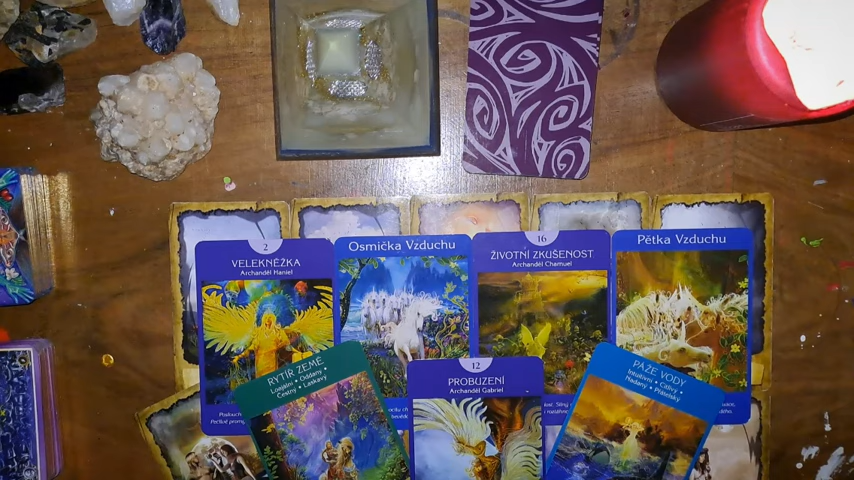 2
VELEKNĚŽKA
Archanděl Haniel
Osmička Vzduchu
16
ŽIVOTNÍ ZKUŠENOST
Archanděl Chamuel
Pětka Vzduchu
RYTÍŘ ZEMĚ
Loajální • Oddaný •
Čestný • Laskavý
12
PROBUZENÍ
Archanděl Gabriel
PÁŽE VODY
Intuitivní • Citlivý •
Nadaný • Přátelský